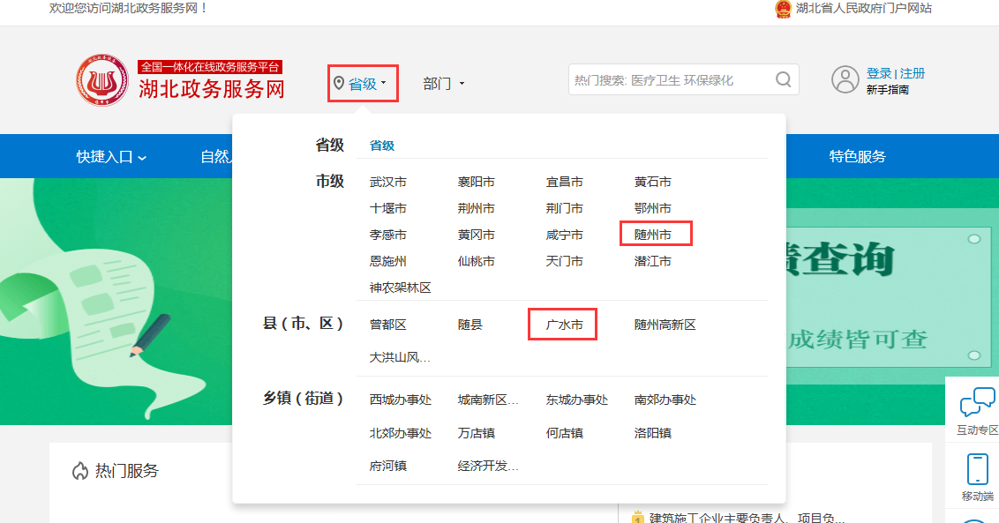 欢迎您访问湖北政务服务网！
湖北省人民政府门户网站
全国一体化在线政务服务平台
湖北政务服务网
省级
部门
热门搜索: 医疗卫生 环保绿化
登录 | 注册
新手指南
快捷入口
自然
特色服务
省级 省级
市级 武汉市 襄阳市 宜昌市 黄石市
十堰市 荆州市 荆门市 鄂州市
孝感市 黄冈市 咸宁市 随州市
恩施州 仙桃市 天门市 潜江市
神农架林区
县（市、区） 曾都区 随县 广水市 随州高新区
大洪山风...
乡镇（街道） 西城办事处 城南新区... 东城办事处 南郊办事处
北郊办事处 万店镇 何店镇 洛阳镇
府河镇 经济开发...
查询
成绩皆可查
互动专区
移动端
热门服务
1 建筑施工企业主要负责人、项目负...